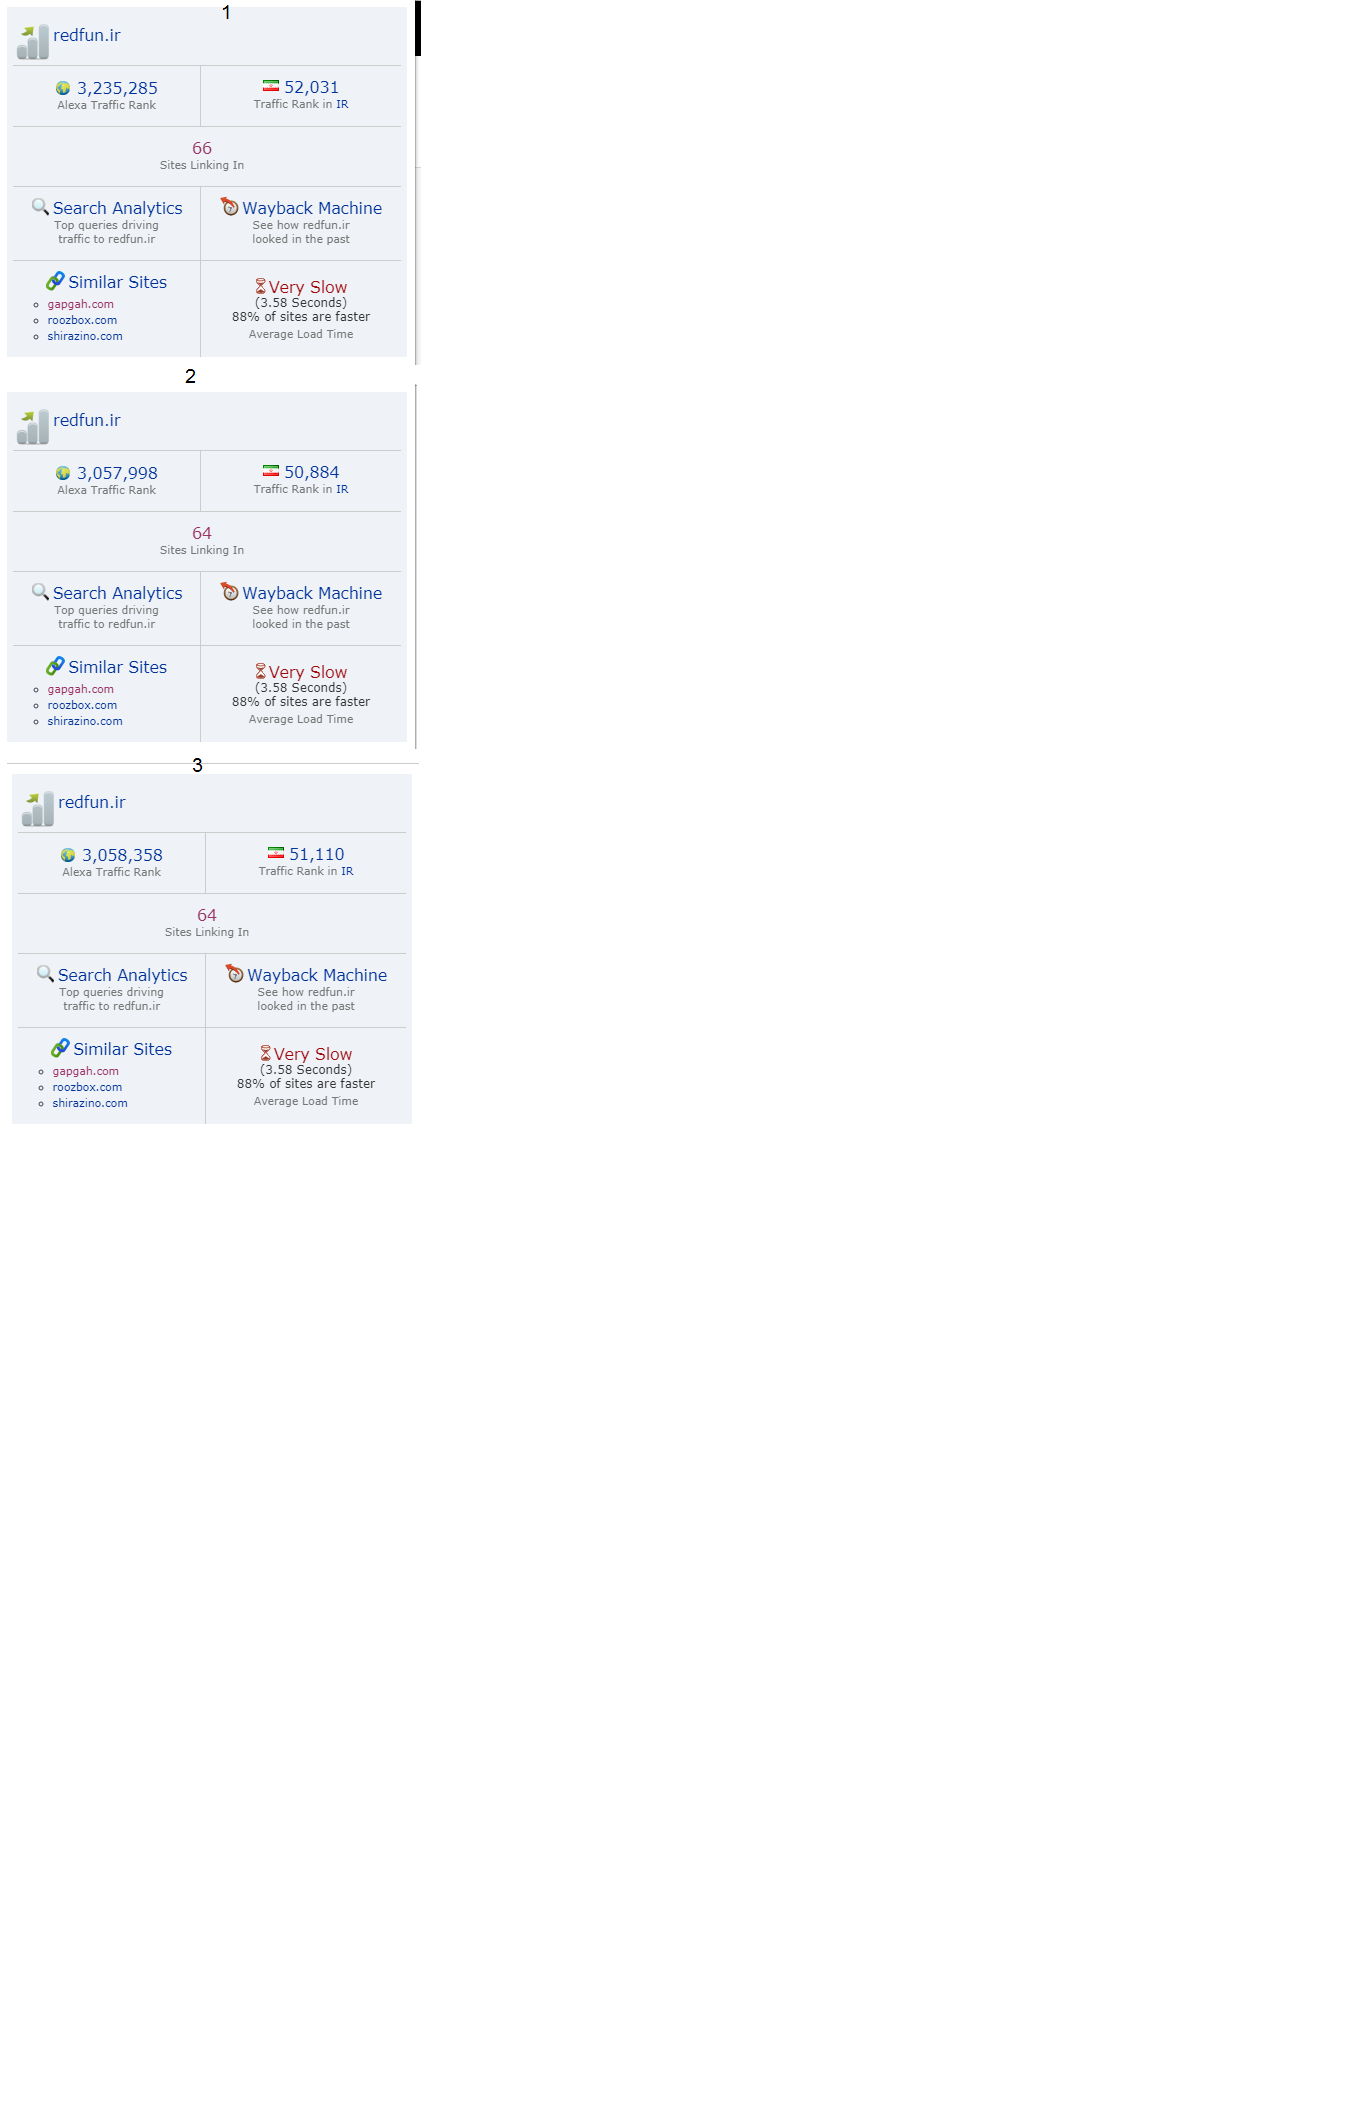 1
redfun.ir
3,235,285
Alexa Traffic Rank
52,031
Traffic Rank in IR
66
Sites Linking In
Search Analytics
Top queries driving
traffic to redfun.ir
Wayback Machine
See how redfun.ir
looked in the past
Similar Sites
gapgah.com
roozbox.com
shirazino.com
Very Slow
(3.58 Seconds)
88% of sites are faster
Average Load Time
2
redfun.ir
3,057,998
Alexa Traffic Rank
50,884
Traffic Rank in IR
64
Sites Linking In
Search Analytics
Top queries driving
traffic to redfun.ir
Wayback Machine
See how redfun.ir
looked in the past
Similar Sites
gapgah.com
roozbox.com
shirazino.com
Very Slow
(3.58 Seconds)
88% of sites are faster
Average Load Time
3
redfun.ir
3,058,358
Alexa Traffic Rank
51,110
Traffic Rank in IR
64
Sites Linking In
Search Analytics
Top queries driving
traffic to redfun.ir
Wayback Machine
See how redfun.ir
looked in the past
Similar Sites
gapgah.com
roozbox.com
shirazino.com
Very Slow
(3.58 Seconds)
88% of sites are faster
Average Load Time